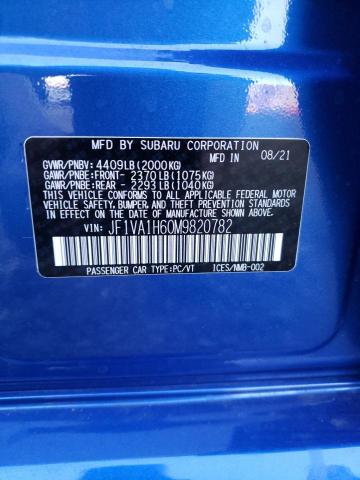 MFD BY SUBARU CORPORATION
MFD IN 08/21
GVWR/PNBV: 4409LB(2000KG)
GAWR/PNBE:FRONT- 2370LB(1075KG)
GAWR/PNBE:REAR - 2293LB(1040KG)
THIS VEHICLE CONFORMS TO ALL APPLICABLE FEDERAL MOTOR
VEHICLE SAFETY, BUMPER, AND THEFT PREVENTION
STANDARDS IN EFFECT ON THE DATE OF MANUFACTURE
SHOWN ABOVE.
VIN: JF1VA1H60M9820782
PASSENGER CAR TYPE:PC/VT ICES/NMB-002